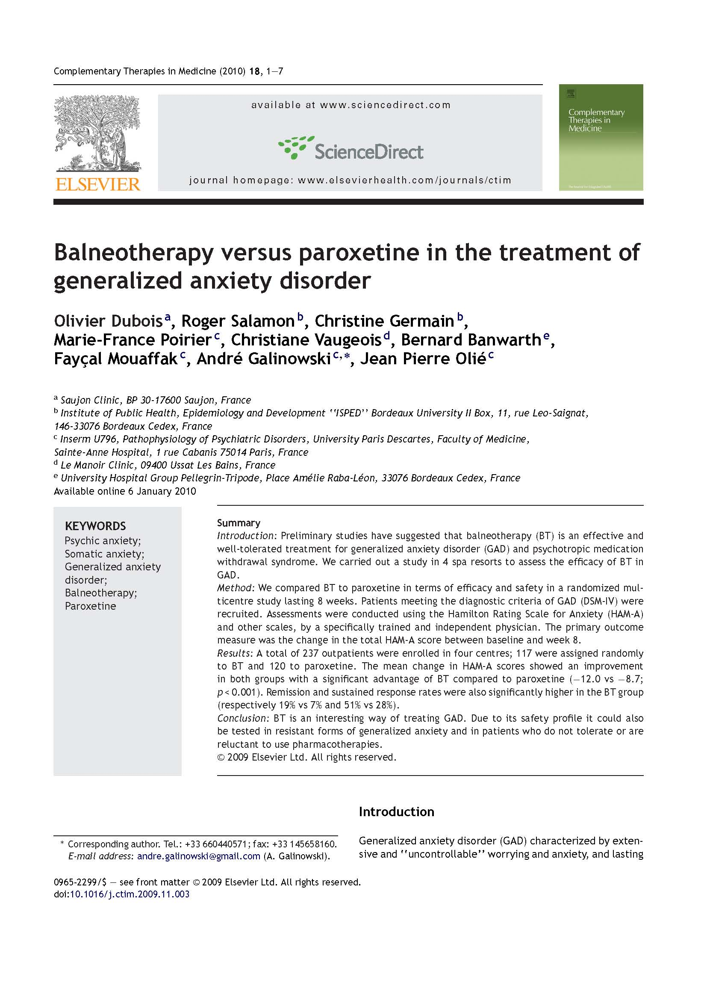 Complementary Therapies in Medicine (2010) 18, 1—7
NON SOLUS
ELSEVIER
available at www.sciencedirect.com
ScienceDirect
journal homepage: www.elsevierhealth.com/journals/ctim
Complementary
Therapies in
Medicine
Balneotherapy versus paroxetine in the treatment of
generalized anxiety disorder
Olivier Dubois a, Roger Salamon b, Christine Germain b,
Marie-France Poirier c, Christiane Vaugeois d, Bernard Banwarth e,
Fayçal Mouaffak c, André Galinowski c,*, Jean Pierre Olié c
a Saujon Clinic, BP 30-17600 Saujon, France
b Institute of Public Health, Epidemiology and Development ‘‘ISPED’’ Bordeaux University II Box, 11, rue Leo-Saignat,
146-33076 Bordeaux Cedex, France
c Inserm U796, Pathophysiology of Psychiatric Disorders, University Paris Descartes, Faculty of Medicine,
Sainte-Anne Hospital, 1 rue Cabanis 75014 Paris, France
d Le Manoir Clinic, 09400 Ussat Les Bains, France
e University Hospital Group Pellegrin-Tripode, Place Amélie Raba-Léon, 33076 Bordeaux Cedex, France
Available online 6 January 2010
KEYWORDS
Psychic anxiety;
Somatic anxiety;
Generalized anxiety
disorder;
Balneotherapy;
Paroxetine
Summary
Introduction: Preliminary studies have suggested that balneotherapy (BT) is an effective and
well-tolerated treatment for generalized anxiety disorder (GAD) and psychotropic medication
withdrawal syndrome. We carried out a study in 4 spa resorts to assess the efficacy of BT in
GAD.
Method: We compared BT to paroxetine in terms of efficacy and safety in a randomized mul-
ticentre study lasting 8 weeks. Patients meeting the diagnostic criteria of GAD (DSM-IV) were
recruited. Assessments were conducted using the Hamilton Rating Scale for Anxiety (HAM-A)
and other scales, by a specifically trained and independent physician. The primary outcome
measure was the change in the total HAM-A score between baseline and week 8.
Results: A total of 237 outpatients were enrolled in four centres; 117 were assigned randomly
to BT and 120 to paroxetine. The mean change in HAM-A scores showed an improvement
in both groups with a significant advantage of BT compared to paroxetine (−12.0 vs −8.7;
p < 0.001). Remission and sustained response rates were also significantly higher in the BT group
(respectively 19% vs 7% and 51% vs 28%).
Conclusion: BT is an interesting way of treating GAD. Due to its safety profile it could also
be tested in resistant forms of generalized anxiety and in patients who do not tolerate or are
reluctant to use pharmacotherapies.
© 2009 Elsevier Ltd. All rights reserved.
* Corresponding author. Tel.: +33 660440571; fax: +33 145658160.
E-mail address: andre.galinowski@gmail.com (A. Galinowski).
Introduction
Generalized anxiety disorder (GAD) characterized by exten-
sive and ‘‘uncontrollable’’ worrying and anxiety, and lasting
0965-2299/$ — see front matter © 2009 Elsevier Ltd. All rights reserved.
doi:10.1016/j.ctim.2009.11.003